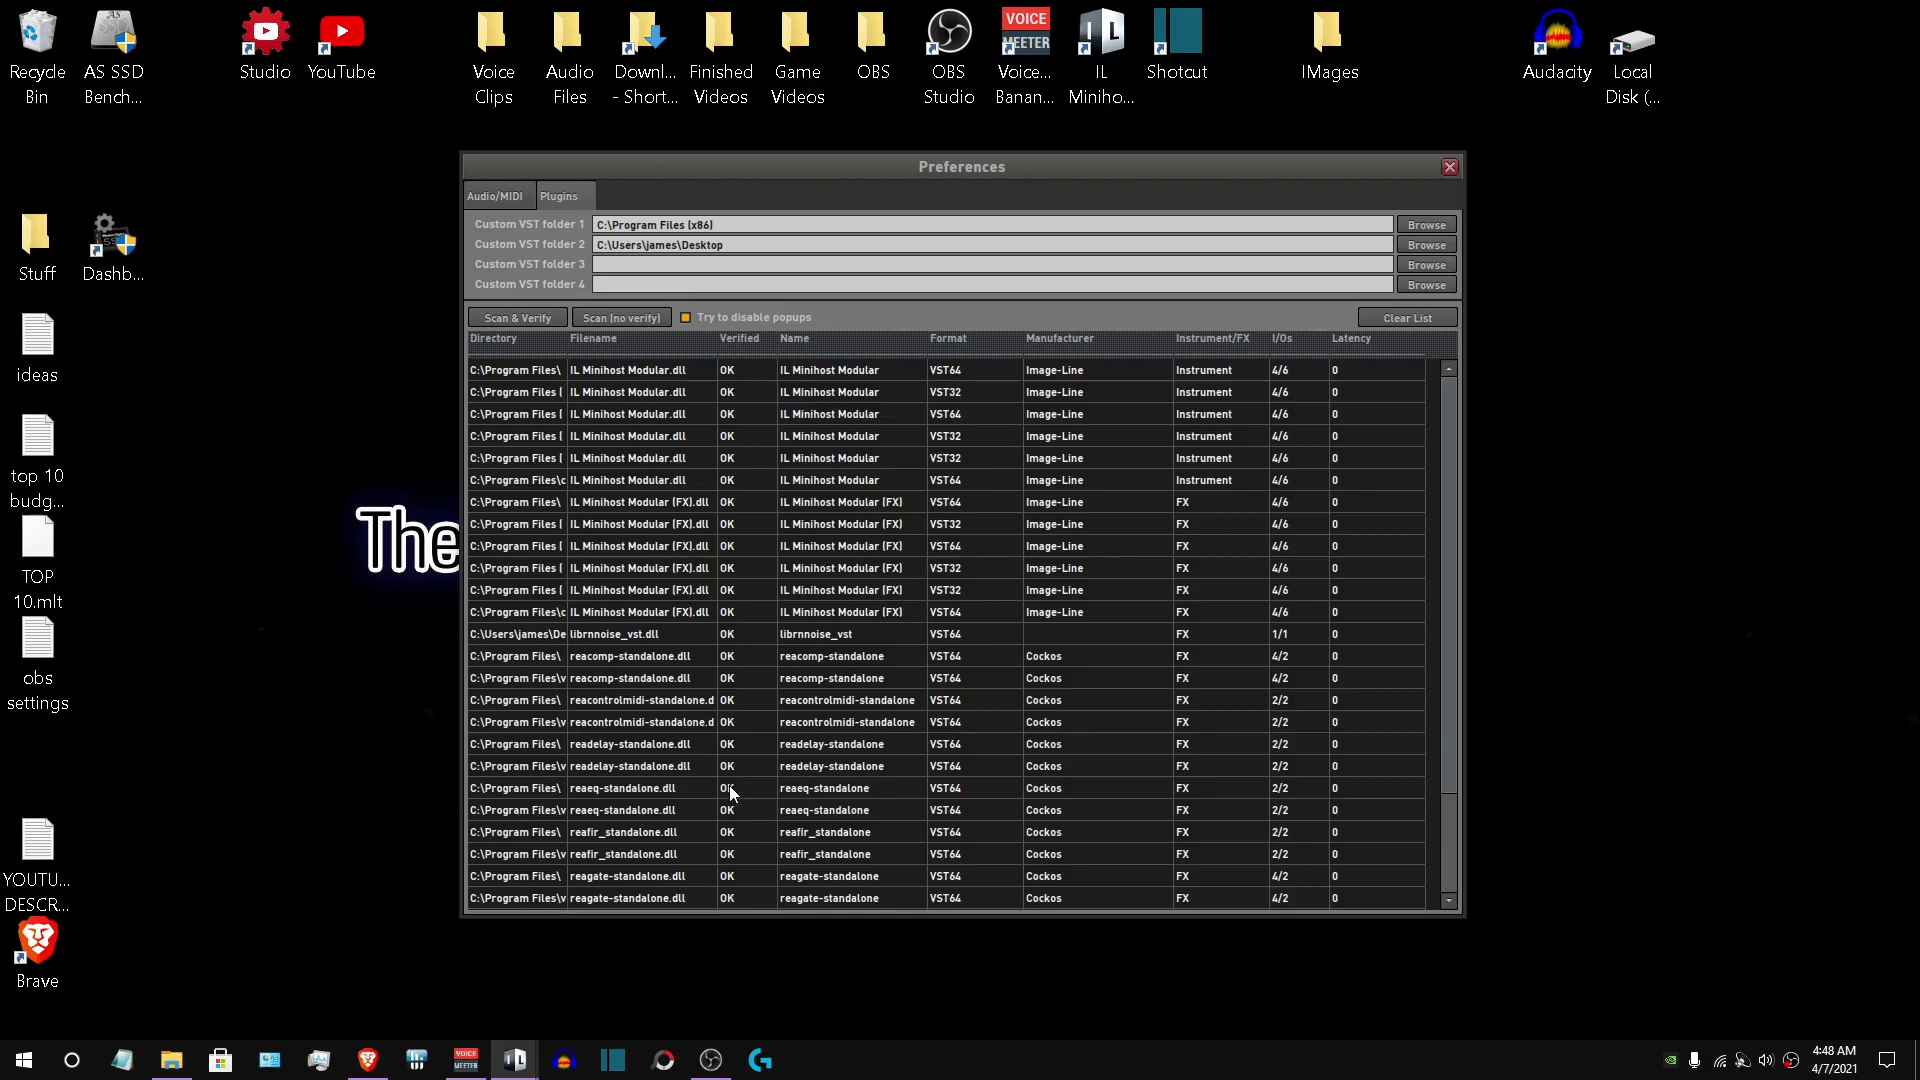 Recycle
Bin
AS SSD
Bench...
Studio
YouTube
Voice
Clips
Audio
Files
Downl...
- Short...
Finished
Videos
Game
Videos
OBS
OBS
Studio
VOICE
MEETER
Voice...
Banan...
IL
Miniho...
Shotcut
IMages
Audacity
Local
Disk (...
Stuff
Dashb...
ideas
top 10
budg...
TOP
10.mlt
obs
settings
YOUTU...
DESCR...
Brave
The
Preferences
Audio/MIDI Plugins
Custom VST folder 1 C:\Program Files (x86) Browse
Custom VST folder 2 C:\Users\james\Desktop Browse
Custom VST folder 3 Browse
Custom VST folder 4 Browse
Scan & Verify Scan (no verify) Try to disable popups Clear List
Directory Filename Verified Name Format Manufacturer Instrument/FX I/Os Latency
C:\Program Files\ IL Minihost Modular.dll OK IL Minihost Modular VST64 Image-Line Instrument 4/6 0
C:\Program Files ( IL Minihost Modular.dll OK IL Minihost Modular VST32 Image-Line Instrument 4/6 0
C:\Program Files ( IL Minihost Modular.dll OK IL Minihost Modular VST64 Image-Line Instrument 4/6 0
C:\Program Files ( IL Minihost Modular.dll OK IL Minihost Modular VST32 Image-Line Instrument 4/6 0
C:\Program Files ( IL Minihost Modular.dll OK IL Minihost Modular VST32 Image-Line Instrument 4/6 0
C:\Program Files\c IL Minihost Modular.dll OK IL Minihost Modular VST64 Image-Line Instrument 4/6 0
C:\Program Files\ IL Minihost Modular (FX).dll OK IL Minihost Modular (FX) VST64 Image-Line FX 4/6 0
C:\Program Files ( IL Minihost Modular (FX).dll OK IL Minihost Modular (FX) VST32 Image-Line FX 4/6 0
C:\Program Files ( IL Minihost Modular (FX).dll OK IL Minihost Modular (FX) VST64 Image-Line FX 4/6 0
C:\Program Files ( IL Minihost Modular (FX).dll OK IL Minihost Modular (FX) VST32 Image-Line FX 4/6 0
C:\Program Files ( IL Minihost Modular (FX).dll OK IL Minihost Modular (FX) VST32 Image-Line FX 4/6 0
C:\Program Files\c IL Minihost Modular (FX).dll OK IL Minihost Modular (FX) VST64 Image-Line FX 4/6 0
C:\Users\james\De librnnoise_vst.dll OK librnnoise_vst VST64 FX 1/1 0
C:\Program Files\ reacomp-standalone.dll OK reacomp-standalone VST64 Cockos FX 4/2 0
C:\Program Files\v reacomp-standalone.dll OK reacomp-standalone VST64 Cockos FX 4/2 0
C:\Program Files\ reacontrolmidi-standalone.d OK reacontrolmidi-standalone VST64 Cockos FX 2/2 0
C:\Program Files\v reacontrolmidi-standalone.d OK reacontrolmidi-standalone VST64 Cockos FX 2/2 0
C:\Program Files\ readelay-standalone.dll OK readelay-standalone VST64 Cockos FX 2/2 0
C:\Program Files\v readelay-standalone.dll OK readelay-standalone VST64 Cockos FX 2/2 0
C:\Program Files\ reaeq-standalone.dll OK reaeq-standalone VST64 Cockos FX 2/2 0
C:\Program Files\v reaeq-standalone.dll OK reaeq-standalone VST64 Cockos FX 2/2 0
C:\Program Files\ reafir_standalone.dll OK reafir_standalone VST64 Cockos FX 2/2 0
C:\Program Files\v reafir_standalone.dll OK reafir_standalone VST64 Cockos FX 2/2 0
C:\Program Files\ reagate-standalone.dll OK reagate-standalone VST64 Cockos FX 4/2 0
C:\Program Files\v reagate-standalone.dll OK reagate-standalone VST64 Cockos FX 4/2 0
VOICE
MEETER
4:48 AM
4/7/2021